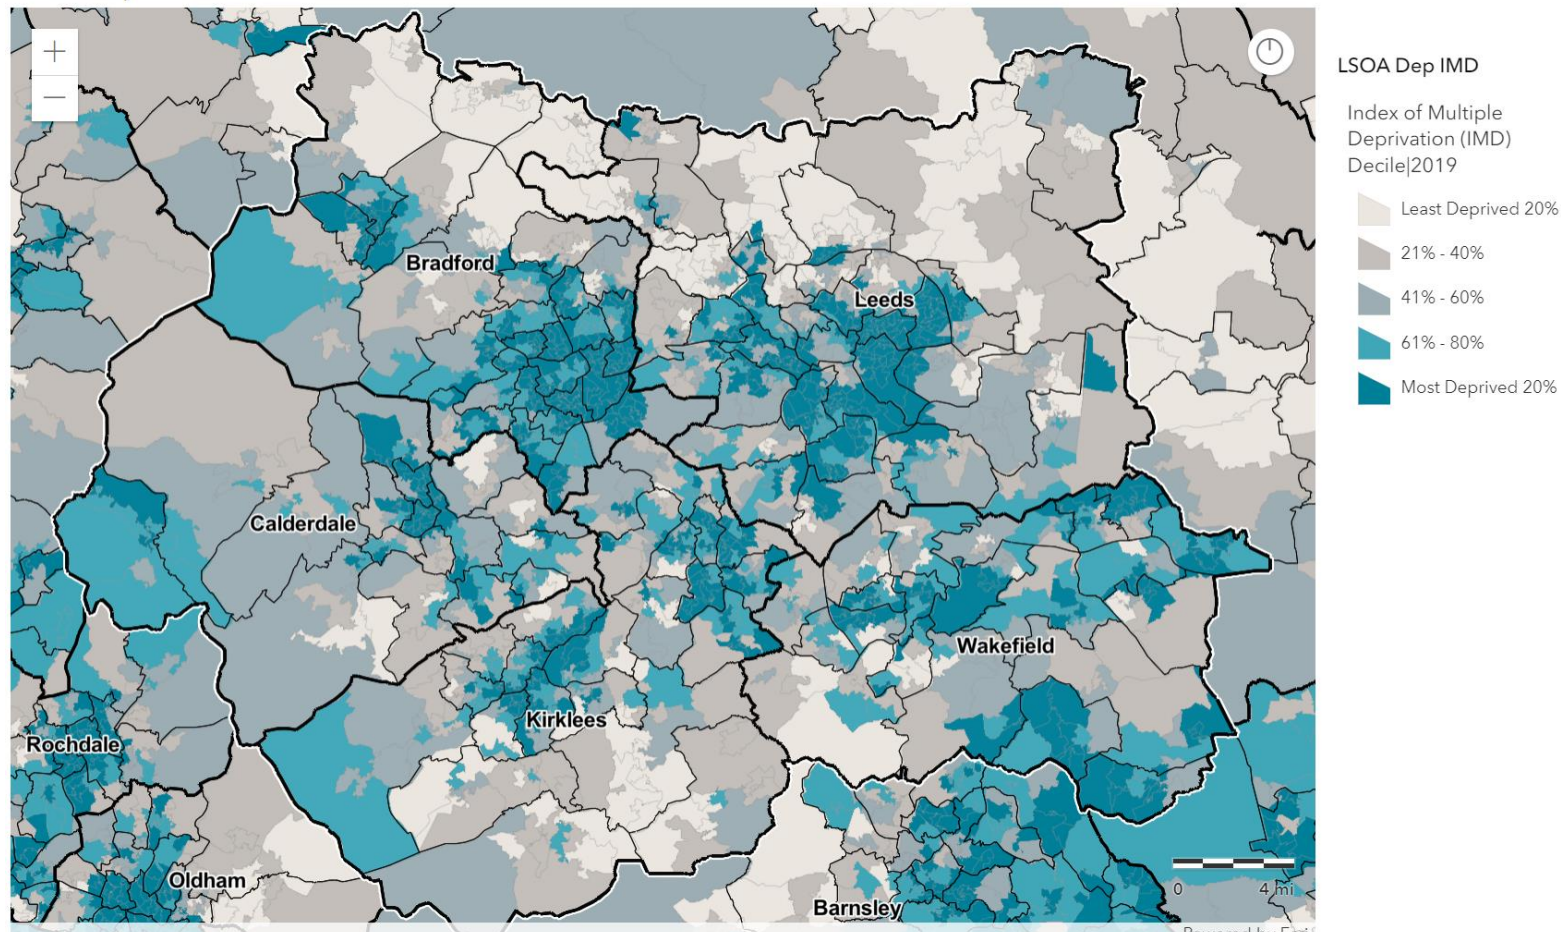 +
−
Bradford
Leeds
Calderdale
Wakefield
Kirklees
Rochdale
Oldham
Barnsley
0 4 mi
LSOA Dep IMD
Index of Multiple
Deprivation (IMD)
Decile|2019
Least Deprived 20%
21% - 40%
41% - 60%
61% - 80%
Most Deprived 20%